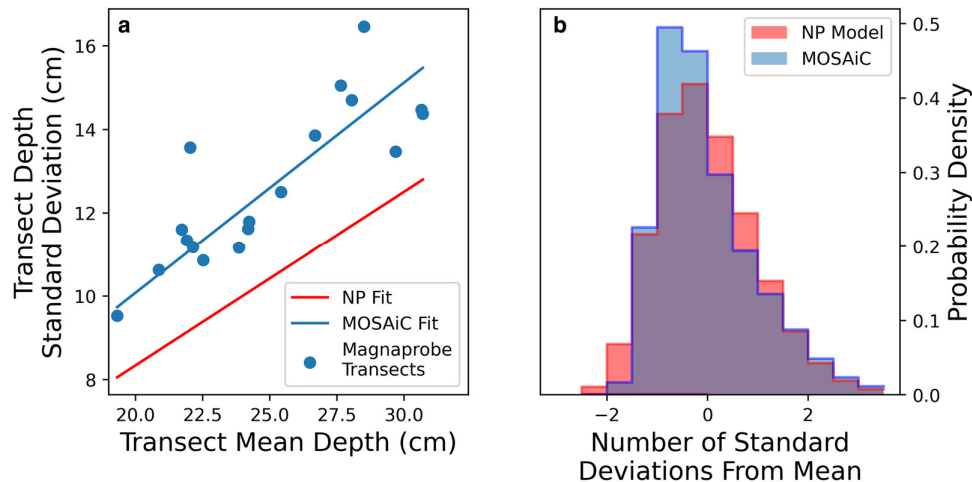 a
16
14
12
10
8
Transect Depth
Standard Deviation (cm)
NP Fit
MOSAiC Fit
Magnaprobe
Transects
20.0 22.5 25.0 27.5 30.0
Transect Mean Depth (cm)
b
NP Model
MOSAiC
0.5
0.4
0.3
0.2
0.1
0.0
Probability Density
−2 0 2
Number of Standard
Deviations From Mean